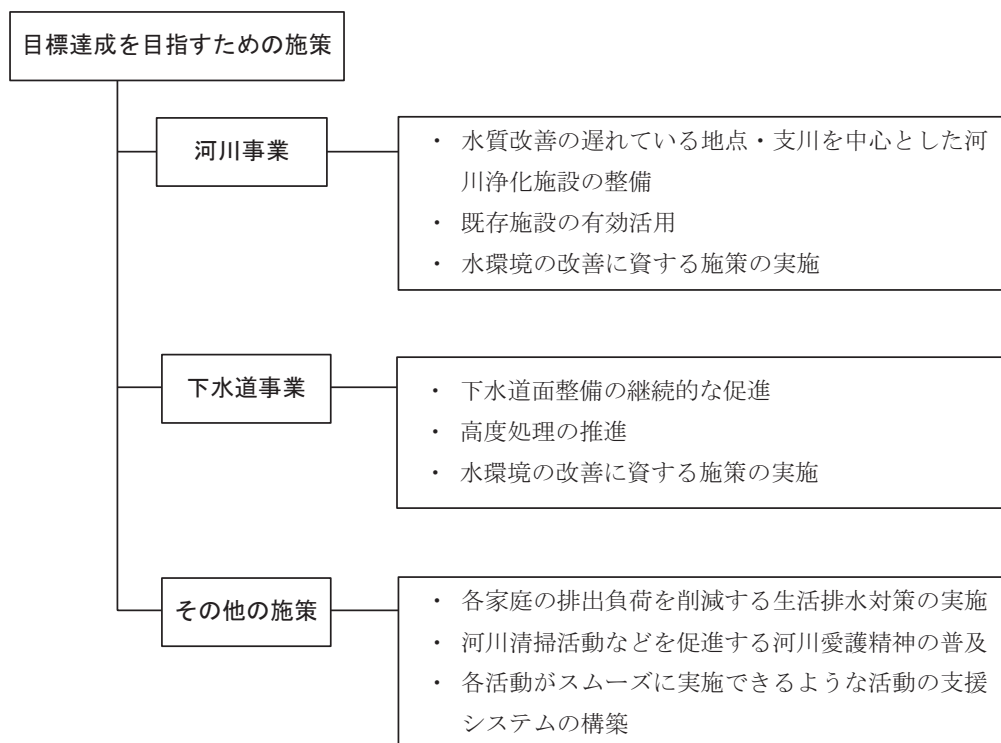 目標達成を目指すための施策
河川事業
・ 水質改善の遅れている地点・支川を中心とした河
川浄化施設の整備
・ 既存施設の有効活用
・ 水環境の改善に資する施策の実施
下水道事業
・ 下水道面整備の継続的な促進
・ 高度処理の推進
・ 水環境の改善に資する施策の実施
その他の施策
・ 各家庭の排出負荷を削減する生活排水対策の実施
・ 河川清掃活動などを促進する河川愛護精神の普及
・ 各活動がスムーズに実施できるような活動の支援
システムの構築